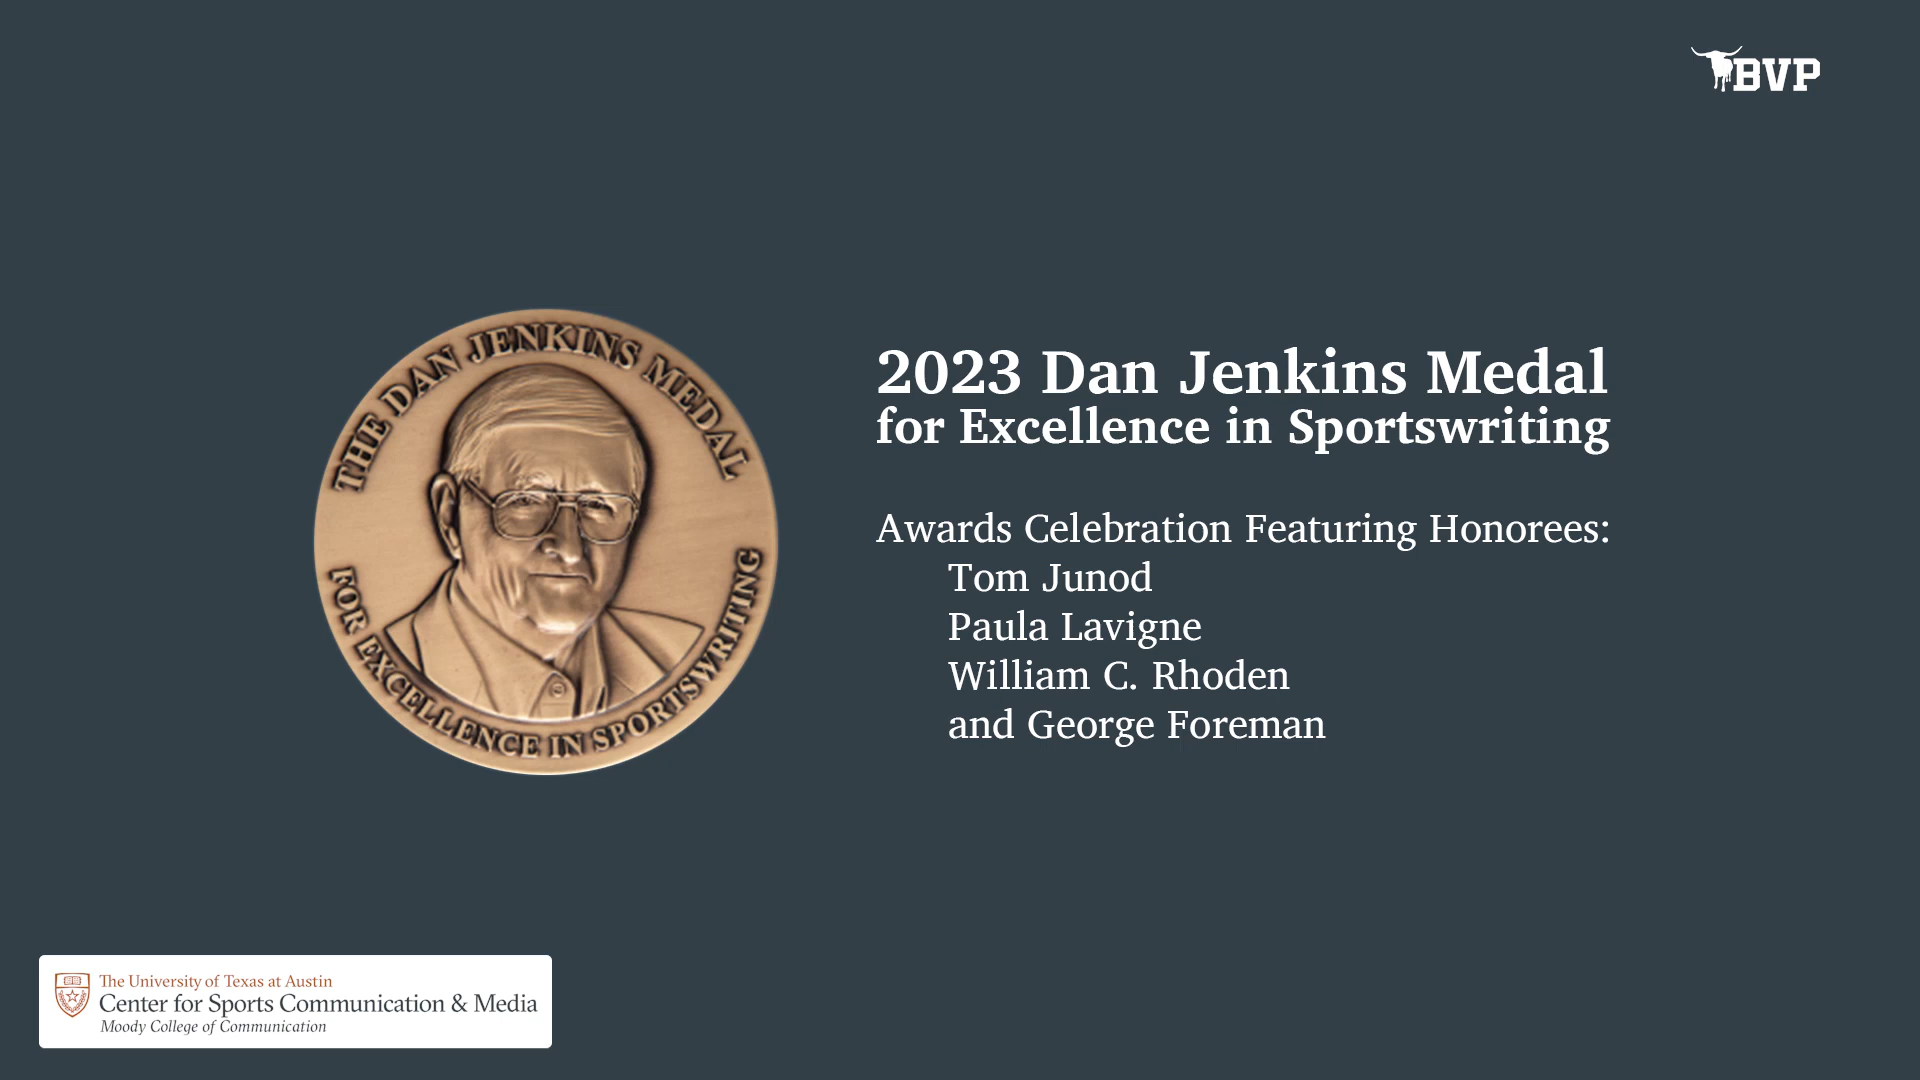 BVP
THE DAN JENKINS MEDAL
FOR EXCELLENCE IN SPORTSWRITING
2023 Dan Jenkins Medal
for Excellence in Sportswriting
Awards Celebration Featuring Honorees:
Tom Junod
Paula Lavigne
William C. Rhoden
and George Foreman
The University of Texas at Austin
Center for Sports Communication & Media
Moody College of Communication